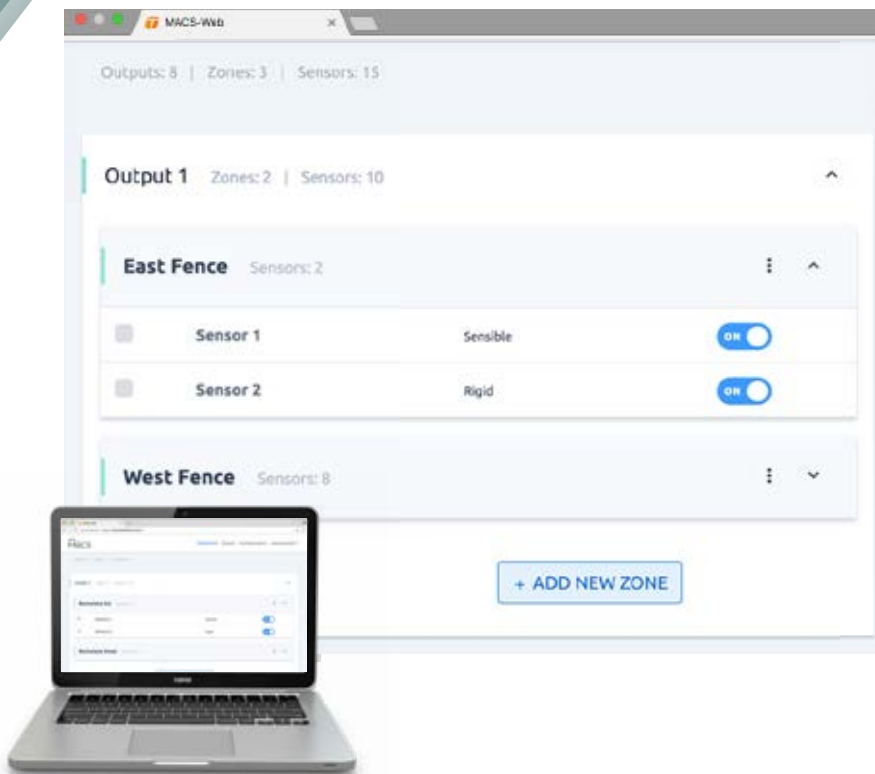 MACS-Web
Outputs: 8 | Zones: 3 | Sensors: 15
Output 1 Zones: 2 | Sensors: 10
East Fence Sensors: 2
Sensor 1 Sensible ON
Sensor 2 Rigid ON
West Fence Sensors: 8
+ ADD NEW ZONE